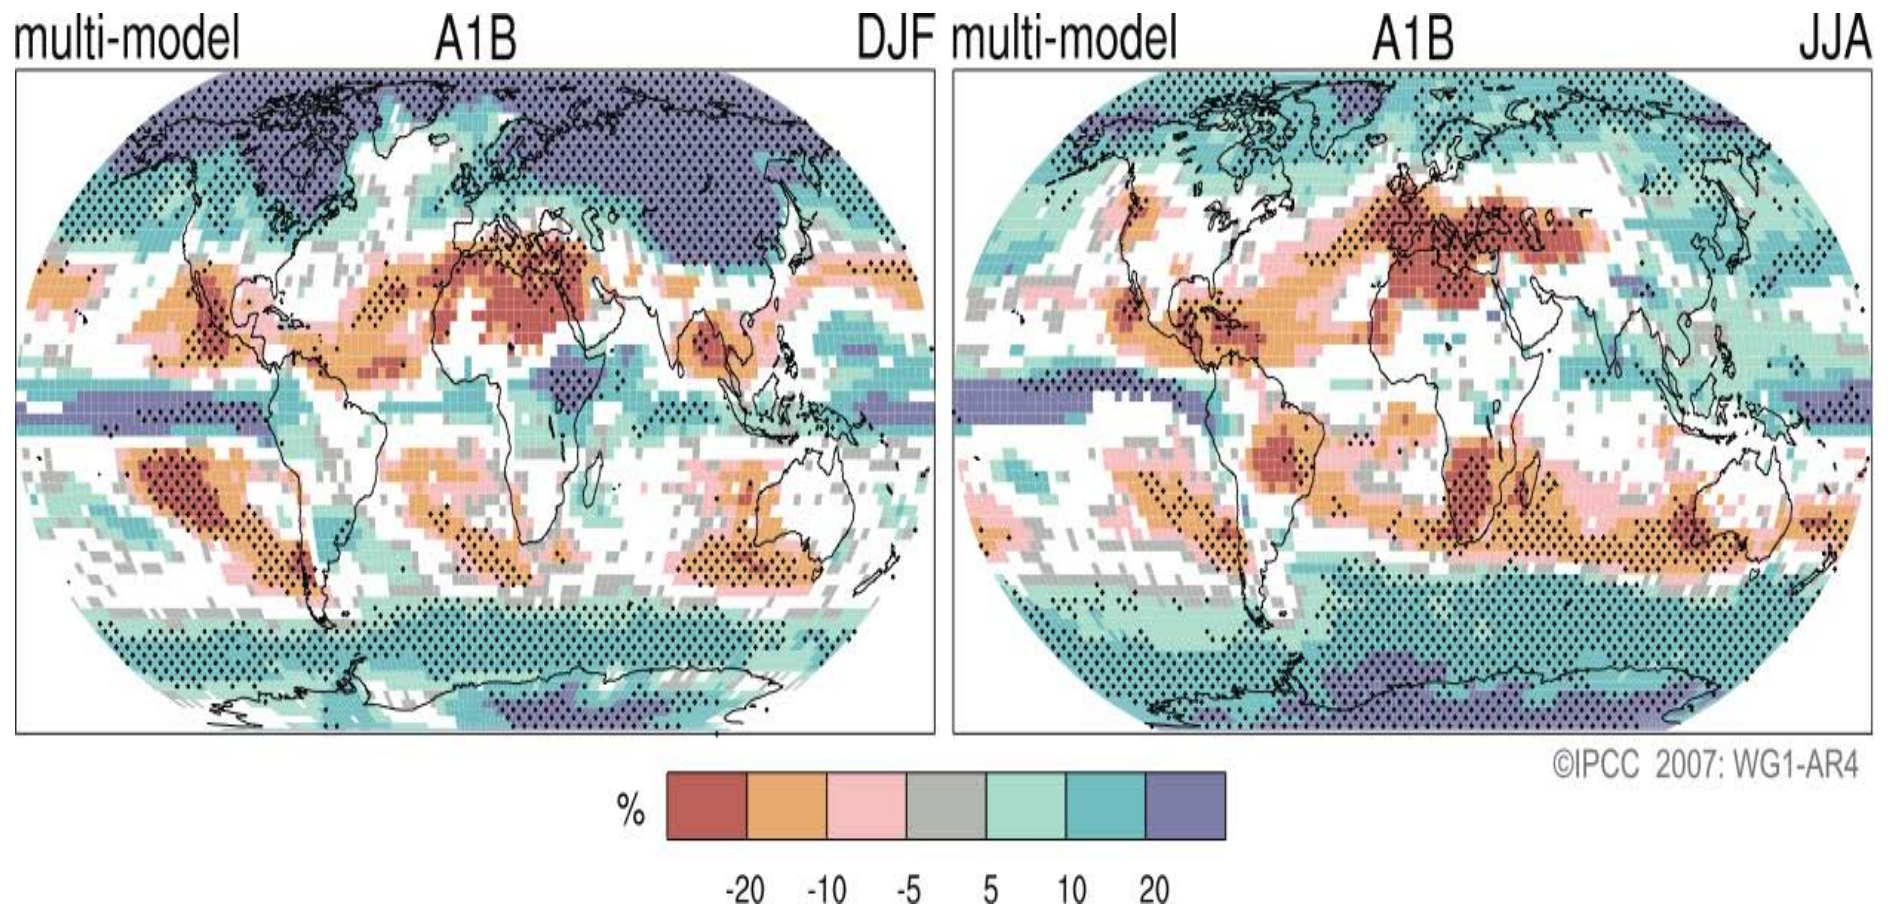 multi-model A1B DJF
multi-model A1B JJA
©IPCC 2007: WG1-AR4
%
-20 -10 -5 5 10 20